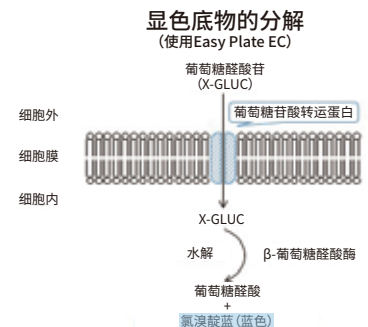 显色底物的分解
（使用Easy Plate EC）
葡萄糖醛酸苷
（X-GLUC）
葡萄糖苷酸转运蛋白
细胞外
细胞膜
细胞内
X-GLUC
水解
β-葡萄糖醛酸酶
葡萄糖醛酸
+
氯溴靛蓝（蓝色）